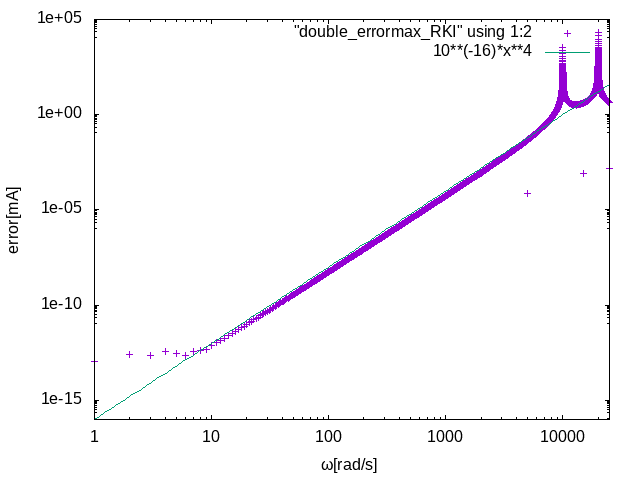 "double_errormax_RKI" using 1:2
10**(-16)*x**4
1e+05
1e+00
1e-05
1e-10
1e-15
error[mA]
1 10 100 1000 10000
ω[rad/s]